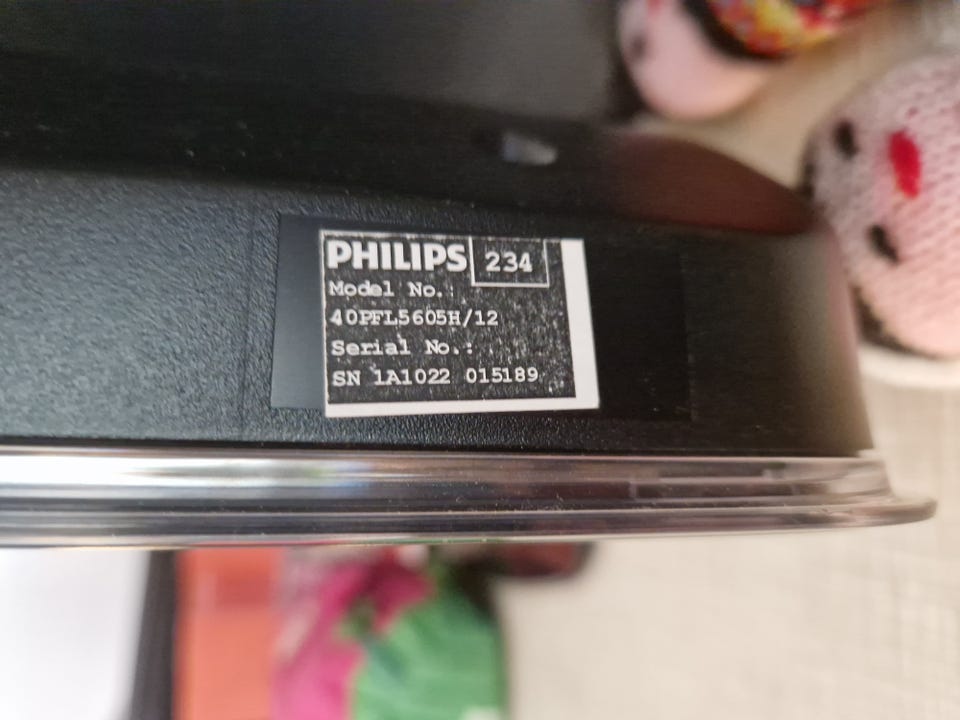 PHILIPS 234
Model No.:
40PFL5605H/12
Serial No.:
SN 1A1022 015189